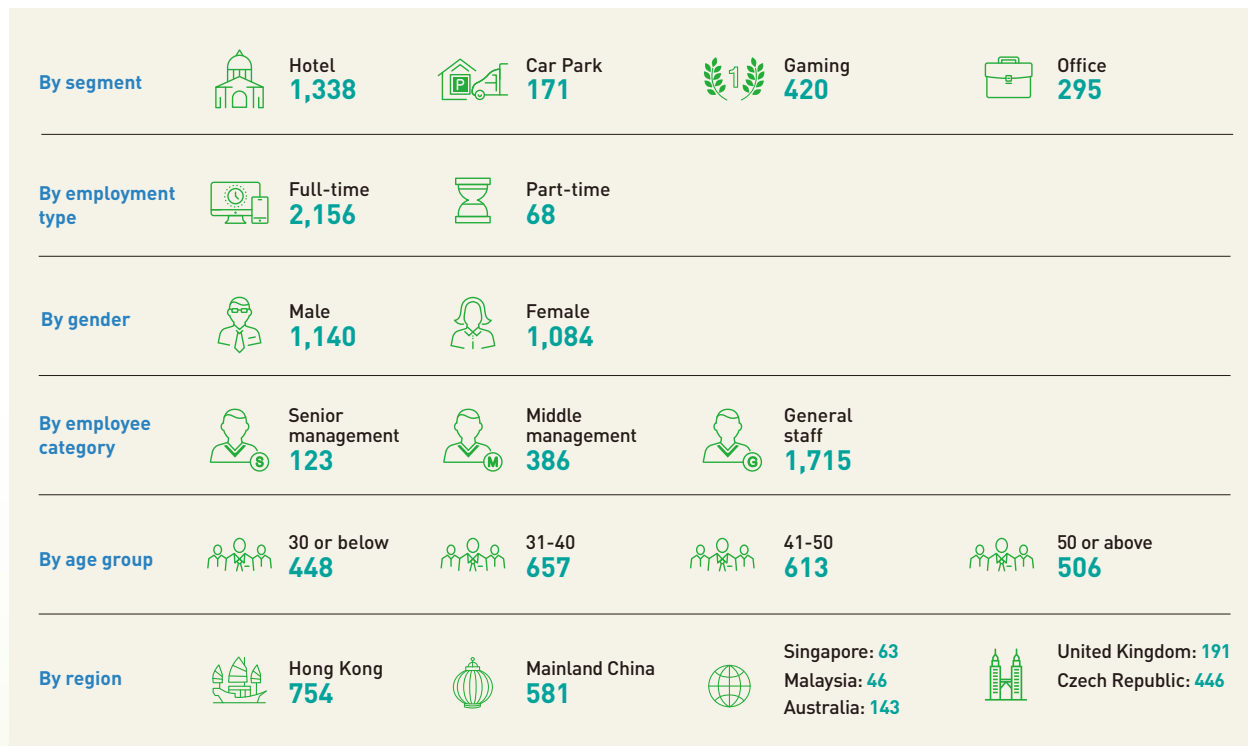 By segment
Hotel
1,338
P
Car Park
171
1
Gaming
420
Office
295
By employment
type
Full-time
2,156
Part-time
68
By gender
Male
1,140
Female
1,084
By employee
category
S
Senior
management
123
M
Middle
management
386
G
General
staff
1,715
By age group
30 or below
448
31-40
657
41-50
613
50 or above
506
By region
Hong Kong
754
Mainland China
581
Singapore: 63
Malaysia: 46
Australia: 143
United Kingdom: 191
Czech Republic: 446